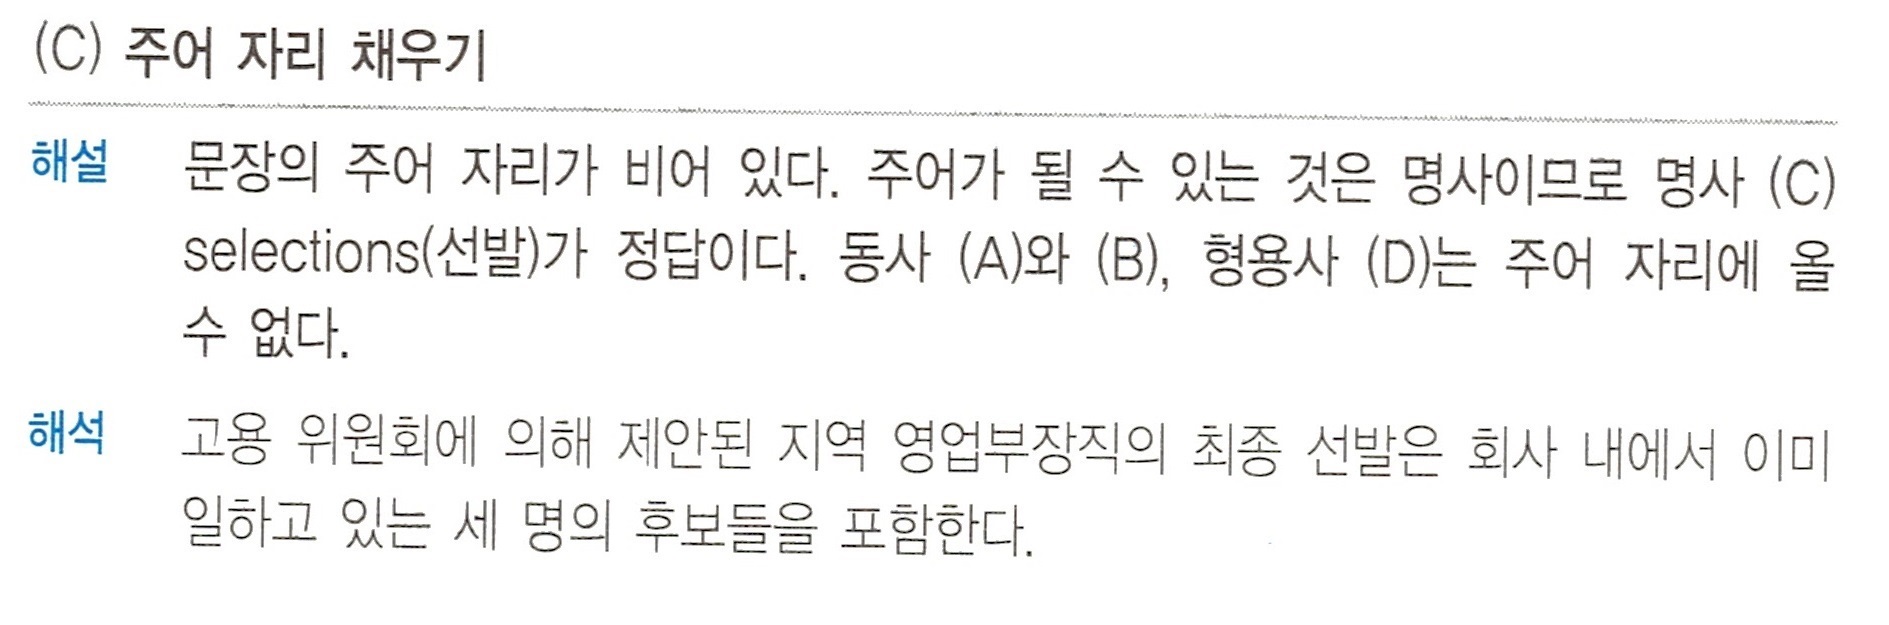 (C) 주어 자리 채우기
해설 문장의 주어 자리가 비어 있다. 주어가 될 수 있는 것은 명사이므로 명사 (C)
selections(선발)가 정답이다. 동사 (A)와 (B), 형용사 (D)는 주어 자리에 올
수 없다.
해석 고용 위원회에 의해 제안된 지역 영업부장직의 최종 선발은 회사 내에서 이미
일하고 있는 세 명의 후보들을 포함한다.